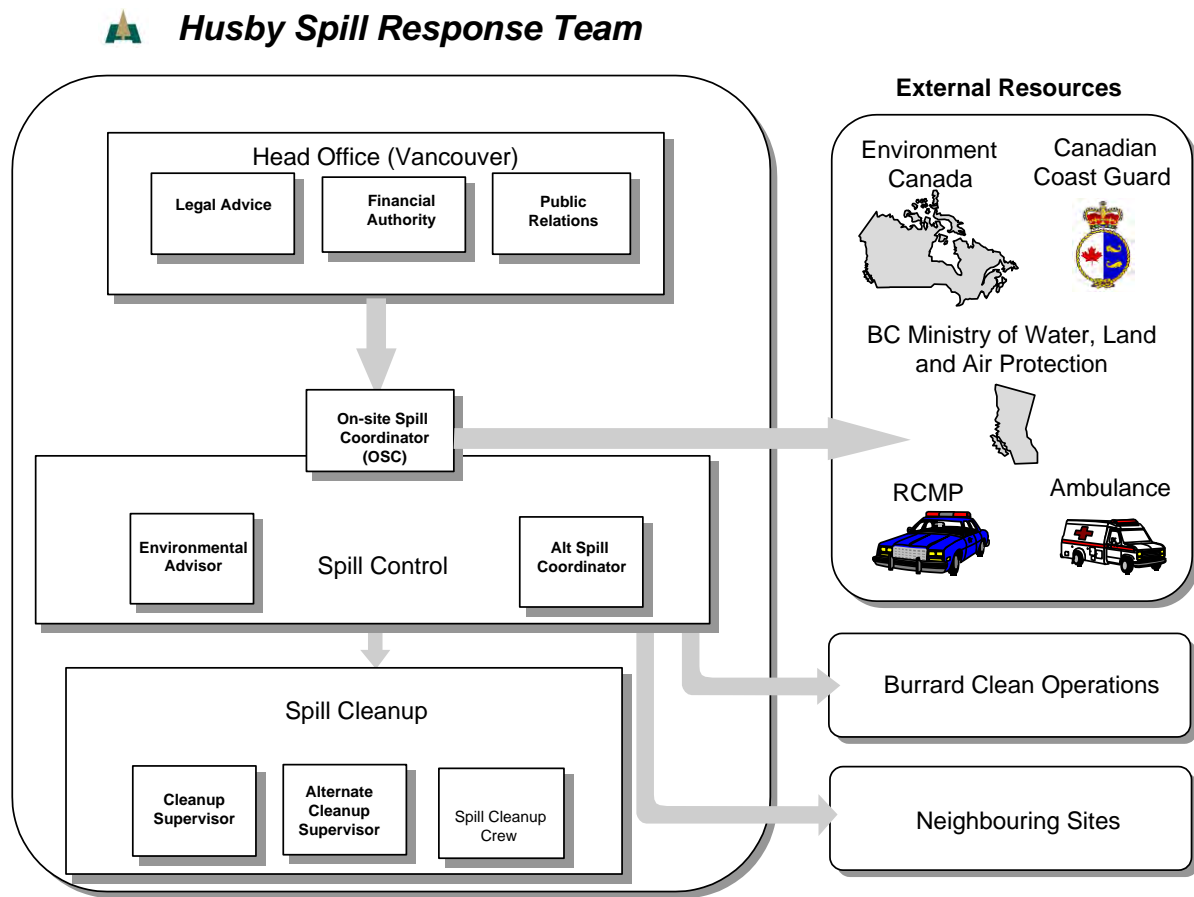 Husby Spill Response Team
Head Office (Vancouver)
Legal Advice
Financial
Authority
Public
Relations
On-site Spill
Coordinator
(OSC)
Environmental
Advisor
Spill Control
Alt Spill
Coordinator
Spill Cleanup
Cleanup
Supervisor
Alternate
Cleanup
Supervisor
Spill Cleanup
Crew
External Resources
Environment
Canada
Canadian
Coast Guard
BC Ministry of Water, Land
and Air Protection
RCMP
Ambulance
Burrard Clean Operations
Neighbouring Sites